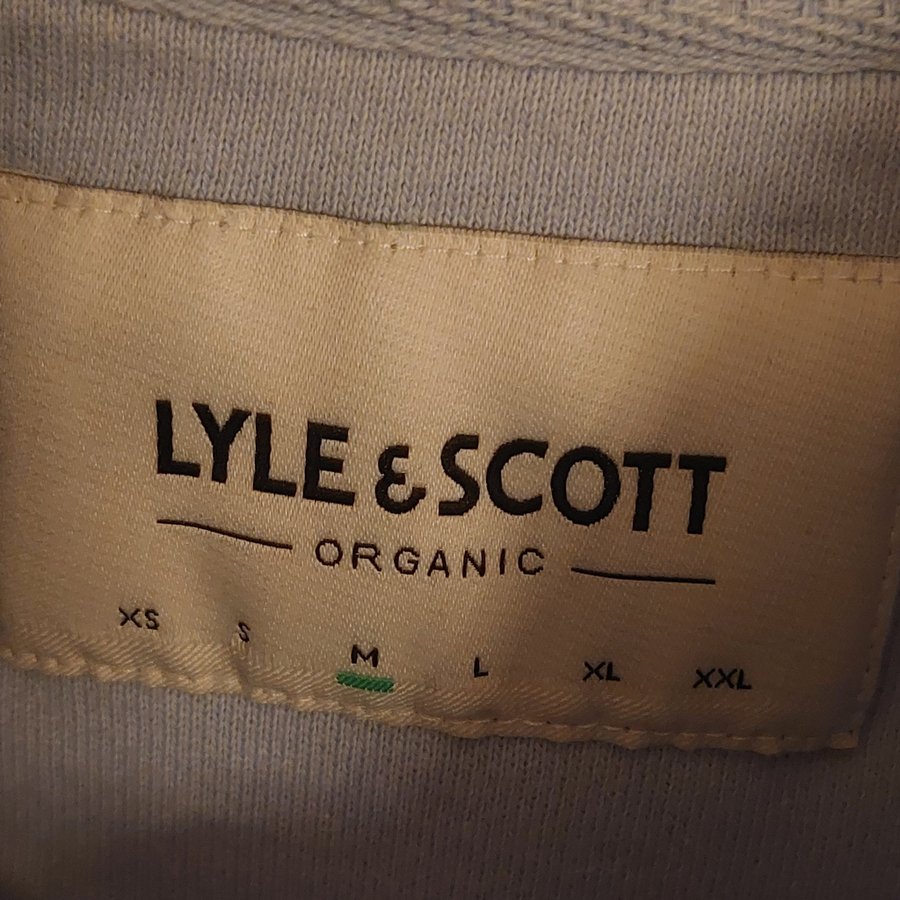 LYLE & SCOTT
ORGANIC
XS S M L XL XXL